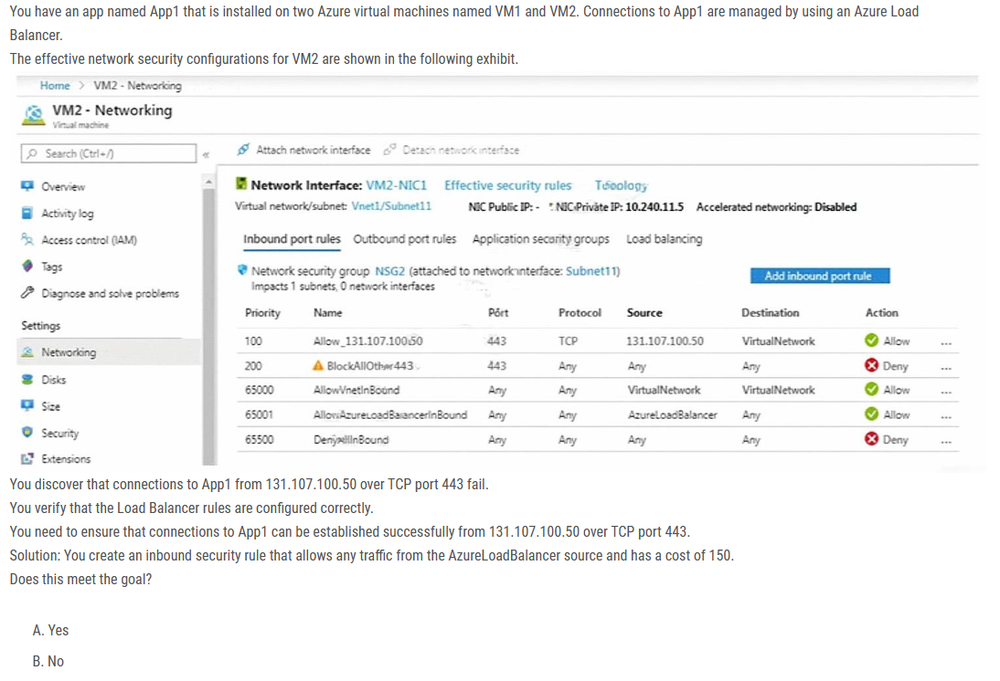 You have an app named App1 that is installed on two Azure virtual machines named VM1 and VM2. Connections to App1 are managed by using an Azure Load
Balancer.
The effective network security configurations for VM2 are shown in the following exhibit.
Home > VM2 - Networking
VM2 - Networking
Virtual machine
Search (Ctrl+/)
«
Attach network interface
Detach network interface
Overview
Activity log
Access control (IAM)
Tags
Diagnose and solve problems
Settings
Networking
Disks
Size
Security
Extensions
Network Interface: VM2-NIC1 Effective security rules Topology
Virtual network/subnet: Vnet1/Subnet11 NIC Public IP: - NIC Private IP: 10.240.11.5 Accelerated networking: Disabled
Inbound port rules Outbound port rules Application security groups Load balancing
Network security group NSG2 (attached to network interface: Subnet11)
Impacts 1 subnets, 0 network interfaces
Add inbound port rule
Priority Name Port Protocol Source Destination Action
100 Allow_131.107.100.50 443 TCP 131.107.100.50 VirtualNetwork Allow ...
200 BlockAllOther443 443 Any Any Any Deny ...
65000 AllowVnetInBound Any Any VirtualNetwork VirtualNetwork Allow ...
65001 AllowAzureLoadBalancerInBound Any Any AzureLoadBalancer Any Allow ...
65500 DenyAllInBound Any Any Any Any Deny ...
You discover that connections to App1 from 131.107.100.50 over TCP port 443 fail.
You verify that the Load Balancer rules are configured correctly.
You need to ensure that connections to App1 can be established successfully from 131.107.100.50 over TCP port 443.
Solution: You create an inbound security rule that allows any traffic from the AzureLoadBalancer source and has a cost of 150.
Does this meet the goal?
A. Yes
B. No